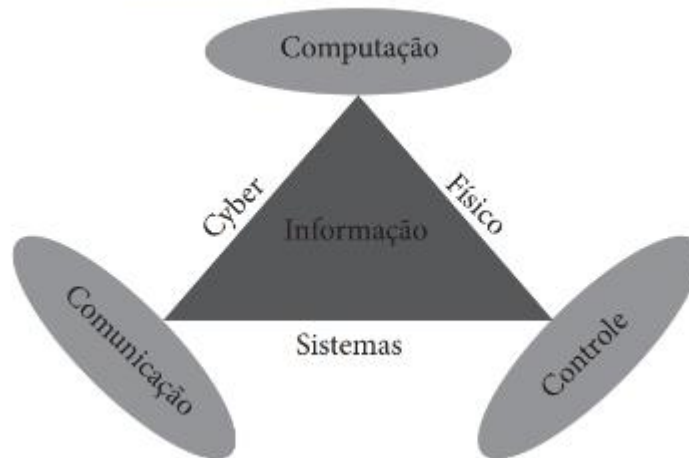 Computação
Cyber
Físico
Informação
Comunicação
Sistemas
Controle